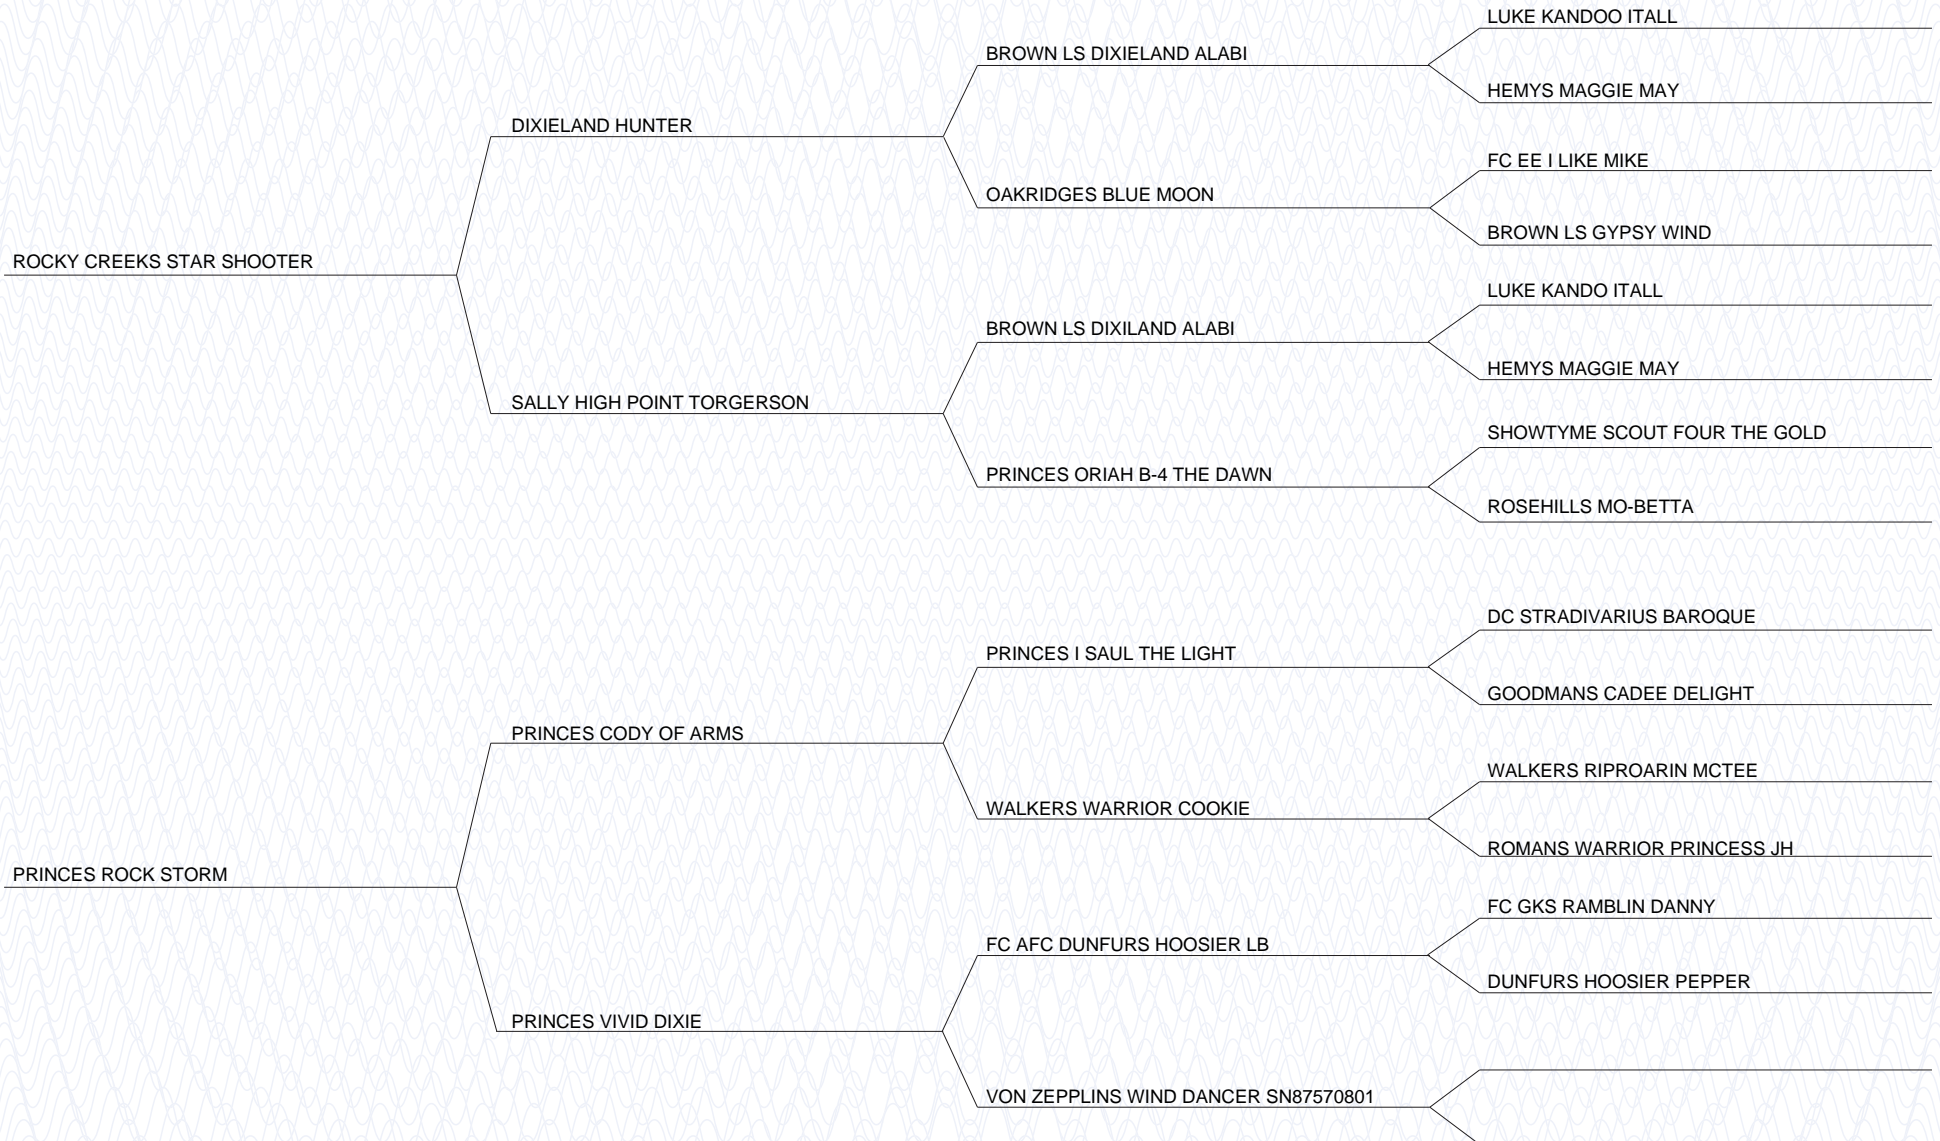 LUKE KANDOO ITALL
BROWN LS DIXIELAND ALABI
HEMYS MAGGIE MAY
DIXIELAND HUNTER
FC EE I LIKE MIKE
OAKRIDGES BLUE MOON
BROWN LS GYPSY WIND
ROCKY CREEKS STAR SHOOTER
LUKE KANDO ITALL
BROWN LS DIXILAND ALABI
HEMYS MAGGIE MAY
SALLY HIGH POINT TORGERSON
SHOWTYME SCOUT FOUR THE GOLD
PRINCES ORIAH B-4 THE DAWN
ROSEHILLS MO-BETTA
DC STRADIVARIUS BAROQUE
PRINCES I SAUL THE LIGHT
GOODMANS CADEE DELIGHT
PRINCES CODY OF ARMS
WALKERS RIPROARIN MCTEE
WALKERS WARRIOR COOKIE
ROMANS WARRIOR PRINCESS JH
PRINCES ROCK STORM
FC GKS RAMBLIN DANNY
FC AFC DUNFURS HOOSIER LB
DUNFURS HOOSIER PEPPER
PRINCES VIVID DIXIE
VON ZEPPLINS WIND DANCER SN87570801